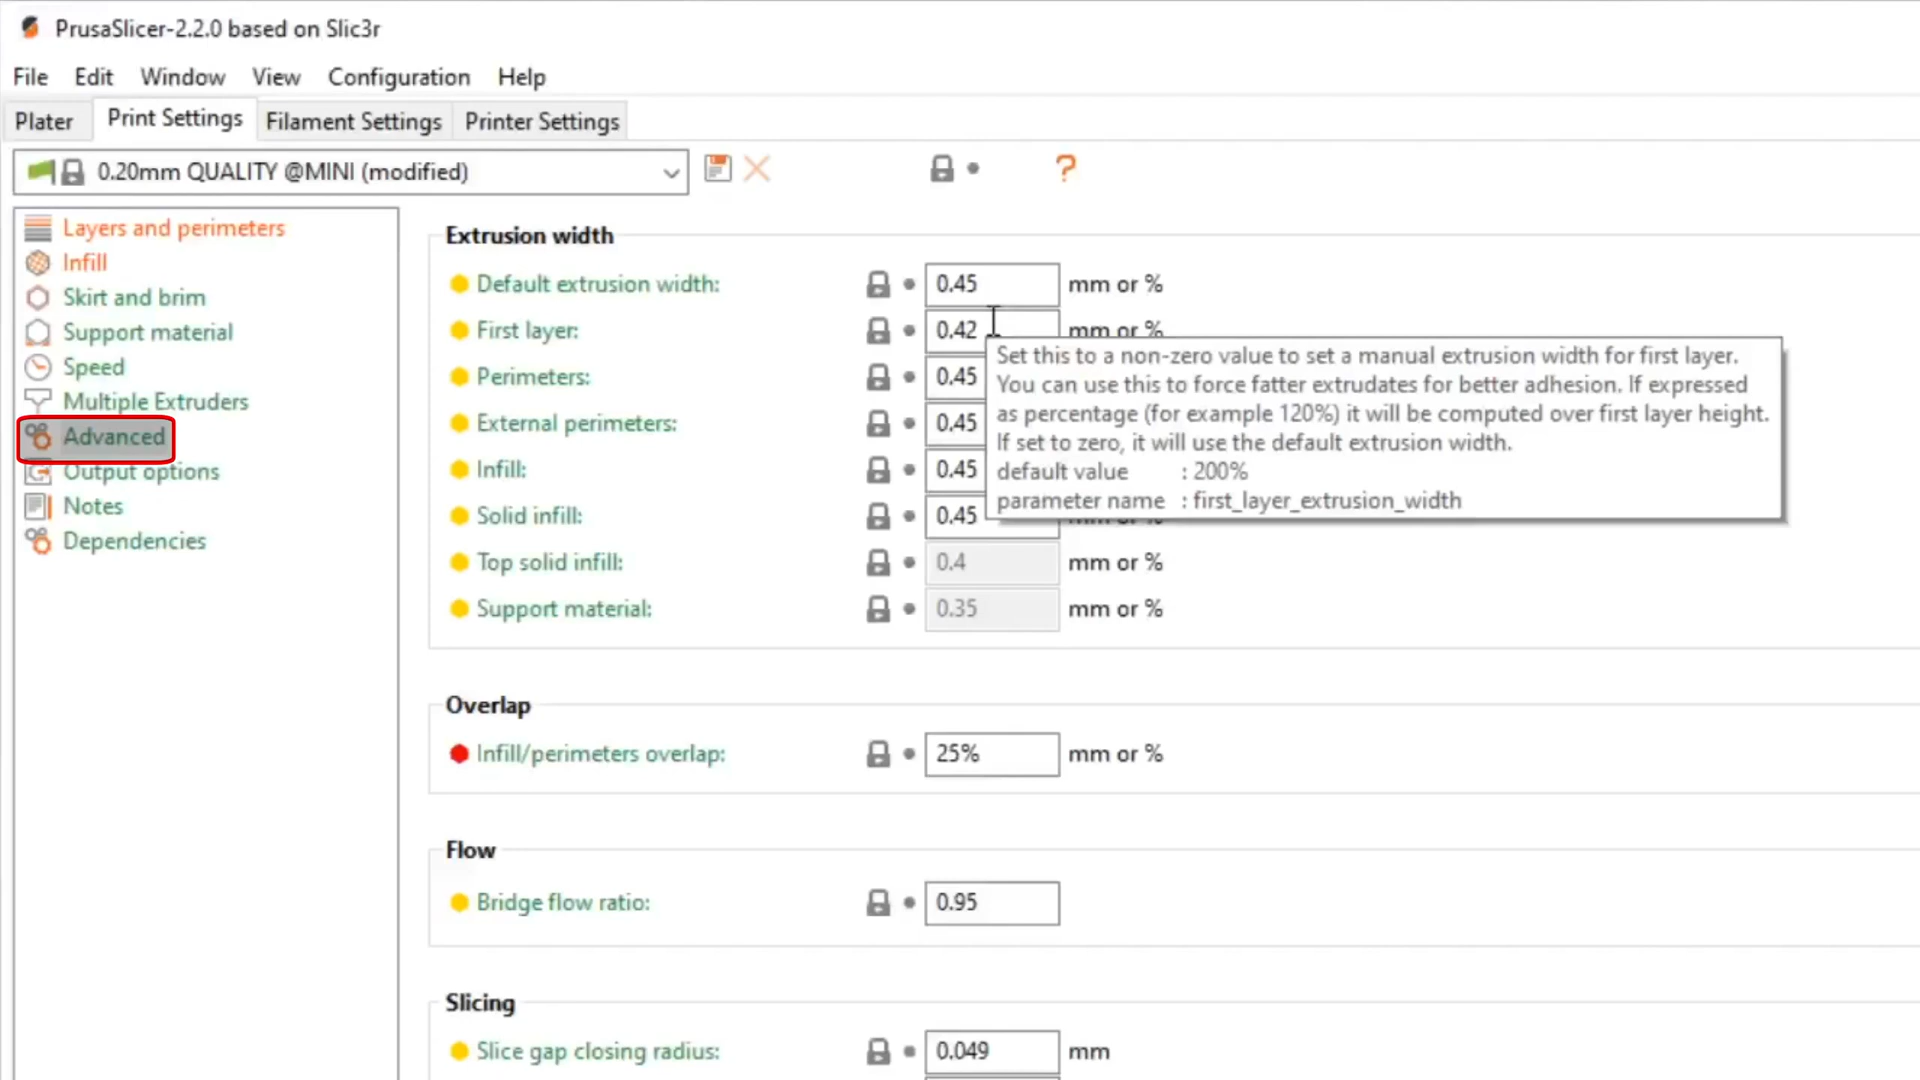 PrusaSlicer-2.2.0 based on Slic3r
File Edit Window View Configuration Help
Plater Print Settings Filament Settings Printer Settings
0.20mm QUALITY @MINI (modified)
?
Layers and perimeters
Infill
Skirt and brim
Support material
Speed
Multiple Extruders
Advanced
Output options
Notes
Dependencies
Extrusion width
Default extrusion width: 0.45 mm or %
First layer: 0.42 mm or %
Perimeters: 0.45
External perimeters: 0.45
Infill: 0.45
Solid infill: 0.45 mm or %
Top solid infill: 0.4 mm or %
Support material: 0.35 mm or %
Set this to a non-zero value to set a manual extrusion width for first layer.
You can use this to force fatter extrudates for better adhesion. If expressed
as percentage (for example 120%) it will be computed over first layer height.
If set to zero, it will use the default extrusion width.
default value : 200%
parameter name : first_layer_extrusion_width
Overlap
Infill/perimeters overlap: 25% mm or %
Flow
Bridge flow ratio: 0.95
Slicing
Slice gap closing radius: 0.049 mm